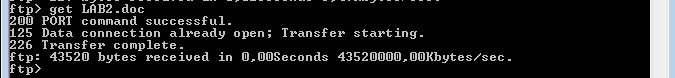 ftp> get LAB2.doc
200 PORT command successful.
125 Data connection already open; Transfer starting.
226 Transfer complete.
ftp: 43520 bytes received in 0,00Seconds 43520000,00Kbytes/sec.
ftp>